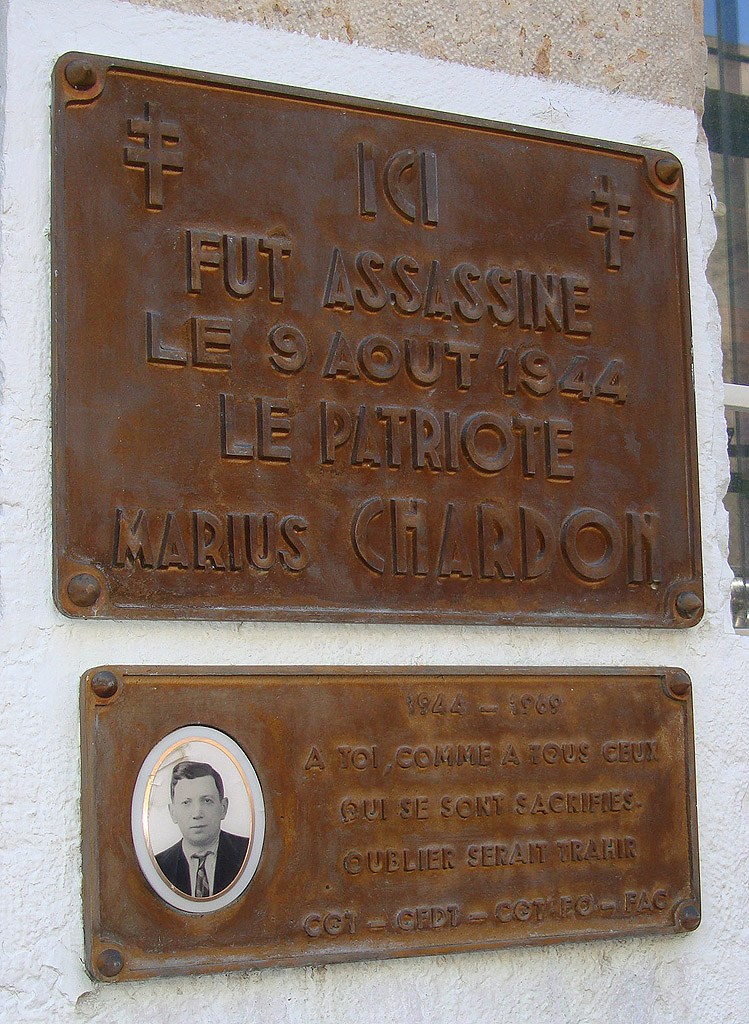 ICI
FUT ASSASSINE
LE 9 AOUT 1944
LE PATRIOTE
MARIUS CHARDON
1944 - 1969
A TOI, COMME A TOUS CEUX
QUI SE SONT SACRIFIES.
OUBLIER SERAIT TRAHIR
CGT - CFDT - CGT FO - FAC